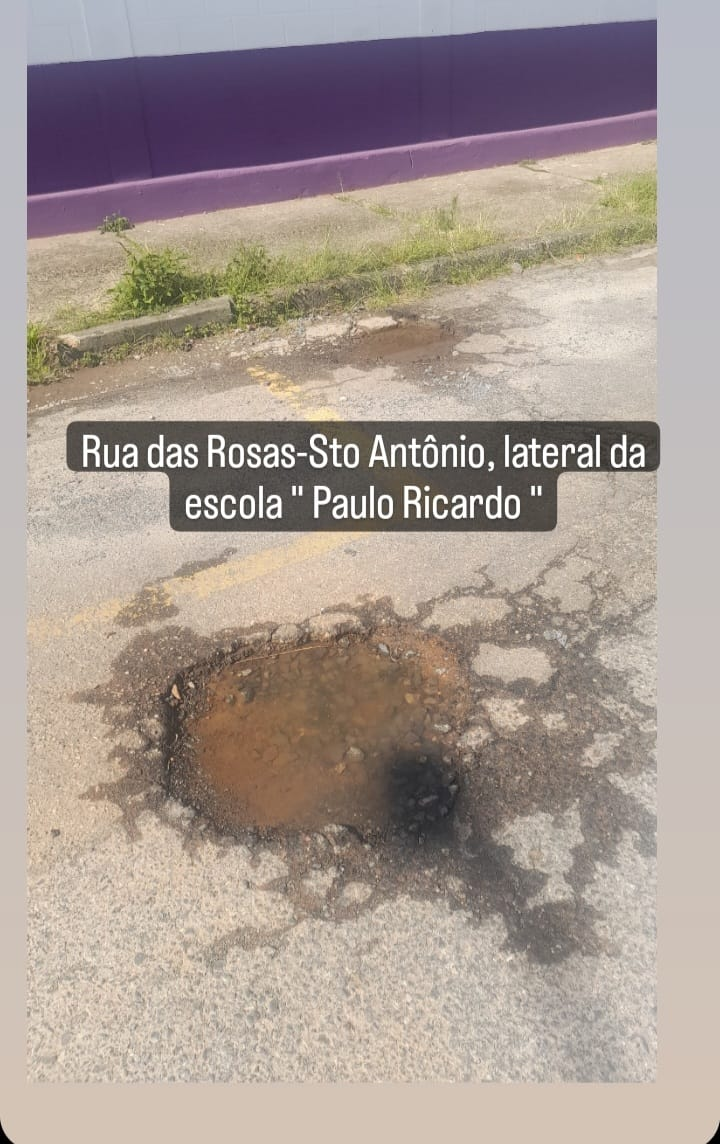 Rua das Rosas-Sto Antônio, lateral da
escola " Paulo Ricardo "